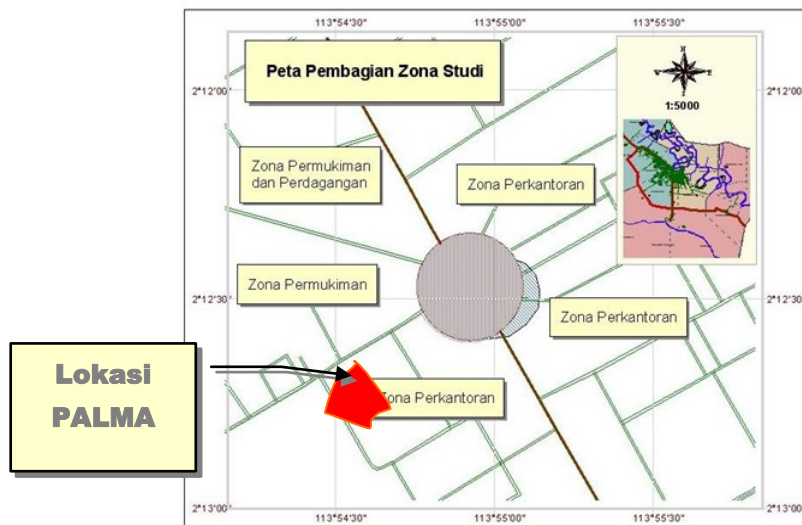 113°54'30"
113°55'00"
113°55'30"
Peta Pembagian Zona Studi
1:5000
2°12'00"
2°12'00"
Zona Permukiman
dan Perdagangan
Zona Perkantoran
Zona Permukiman
2°12'30"
2°12'30"
Zona Perkantoran
Lokasi
PALMA
Zona Perkantoran
2°13'00"
2°13'00"
113°54'30"
113°55'00"
113°55'30"